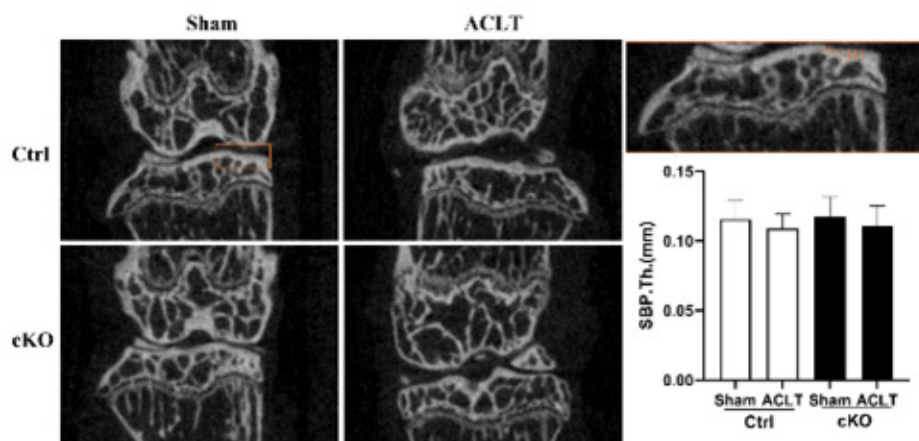 Sham ACLT
Ctrl
cKO
SBP.Th.(mm)
0.15
0.10
0.05
0.00
Sham ACLT Sham ACLT
Ctrl cKO